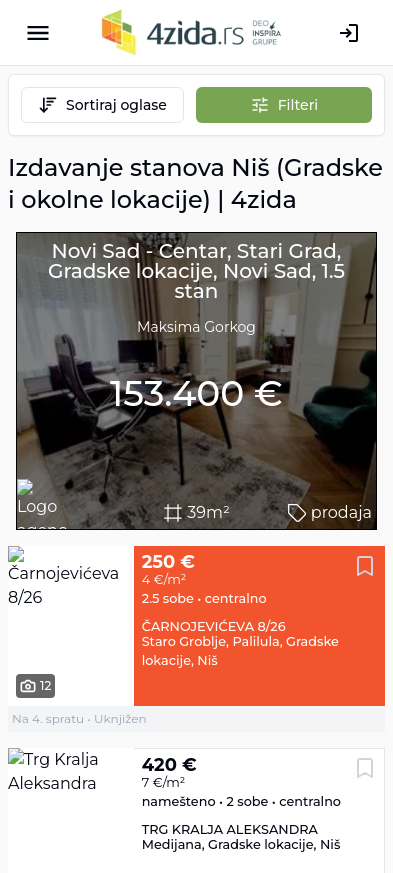 4zida.rs
DEO
INSPIRA
GRUPE
Sortiraj oglase
Filteri
Izdavanje stanova Niš (Gradske
i okolne lokacije) | 4zida
Novi Sad - Centar, Stari Grad,
Gradske lokacije, Novi Sad, 1.5
stan
Maksima Gorkog
153.400 €
Logo
39m²
prodaja
Čarnojevićeva
8/26
12
250 €
4 €/m²
2.5 sobe • centralno
ČARNOJEVIĆEVA 8/26
Staro Groblje, Palilula, Gradske
lokacije, Niš
Na 4. spratu • Uknjižen
Trg Kralja
Aleksandra
420 €
7 €/m²
namešteno • 2 sobe • centralno
TRG KRALJA ALEKSANDRA
Medijana, Gradske lokacije, Niš